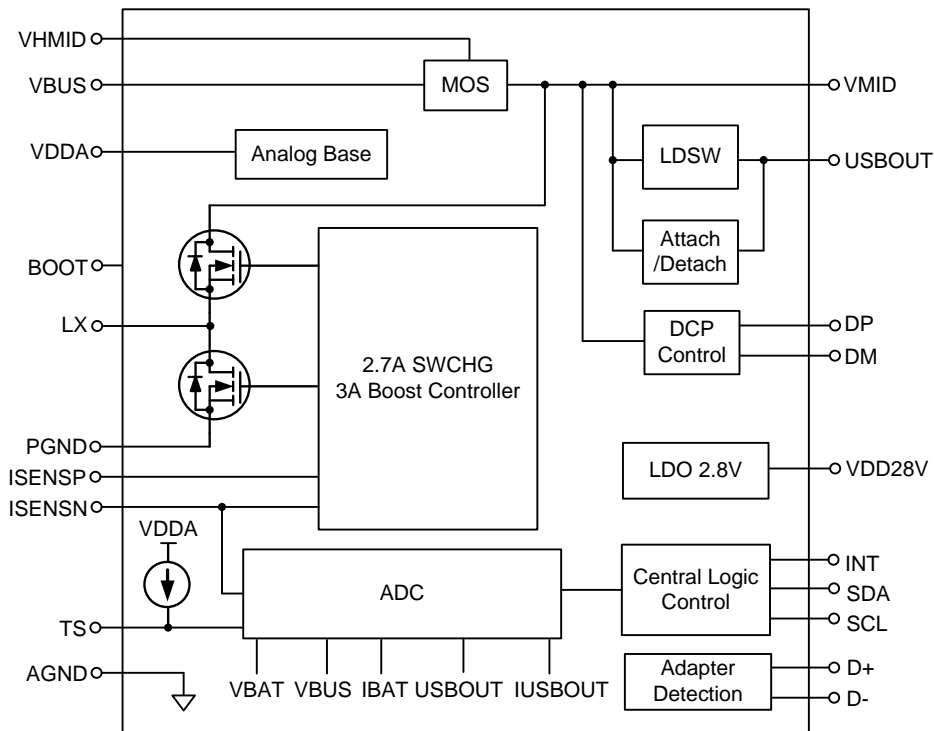 VHMID
VBUS
MOS
VMID
VDDA
Analog Base
LDSW
USBOUT
Attach
/Detach
BOOT
LX
DCP
Control
DP
DM
2.7A SWCHG
3A Boost Controller
PGND
ISENSP
ISENSN
LDO 2.8V
VDD28V
VDDA
ADC
Central Logic
Control
INT
SDA
SCL
TS
AGND
VBAT
VBUS
IBAT
USBOUT
IUSBOUT
Adapter
Detection
D+
D-